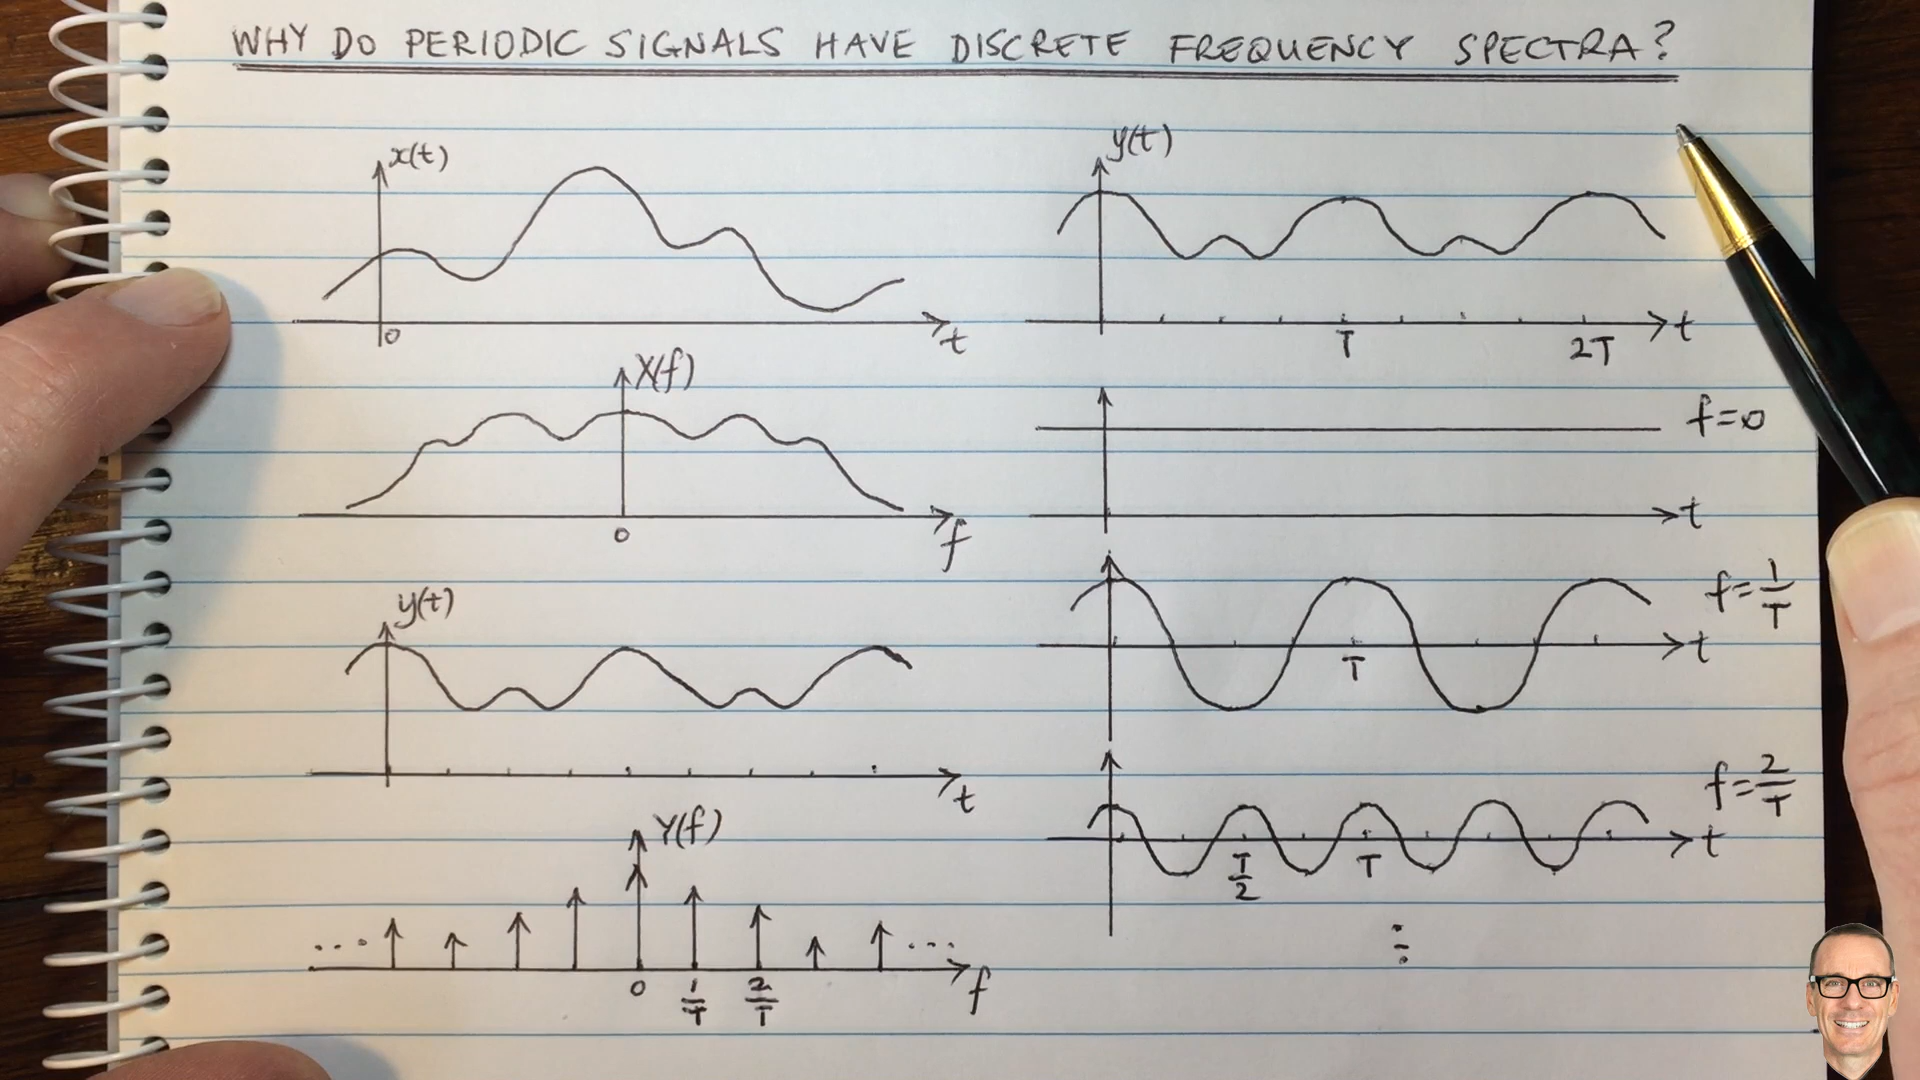 WHY DO PERIODIC SIGNALS HAVE DISCRETE FREQUENCY SPECTRA?
x(t)
0
t
X(f)
0
f
y(t)
t
Y(f)
... ...
0 1/T 2/T
f
y(t)
T 2T
t
f=0
t
f=1/T
T
t
f=2/T
T/2 T
t